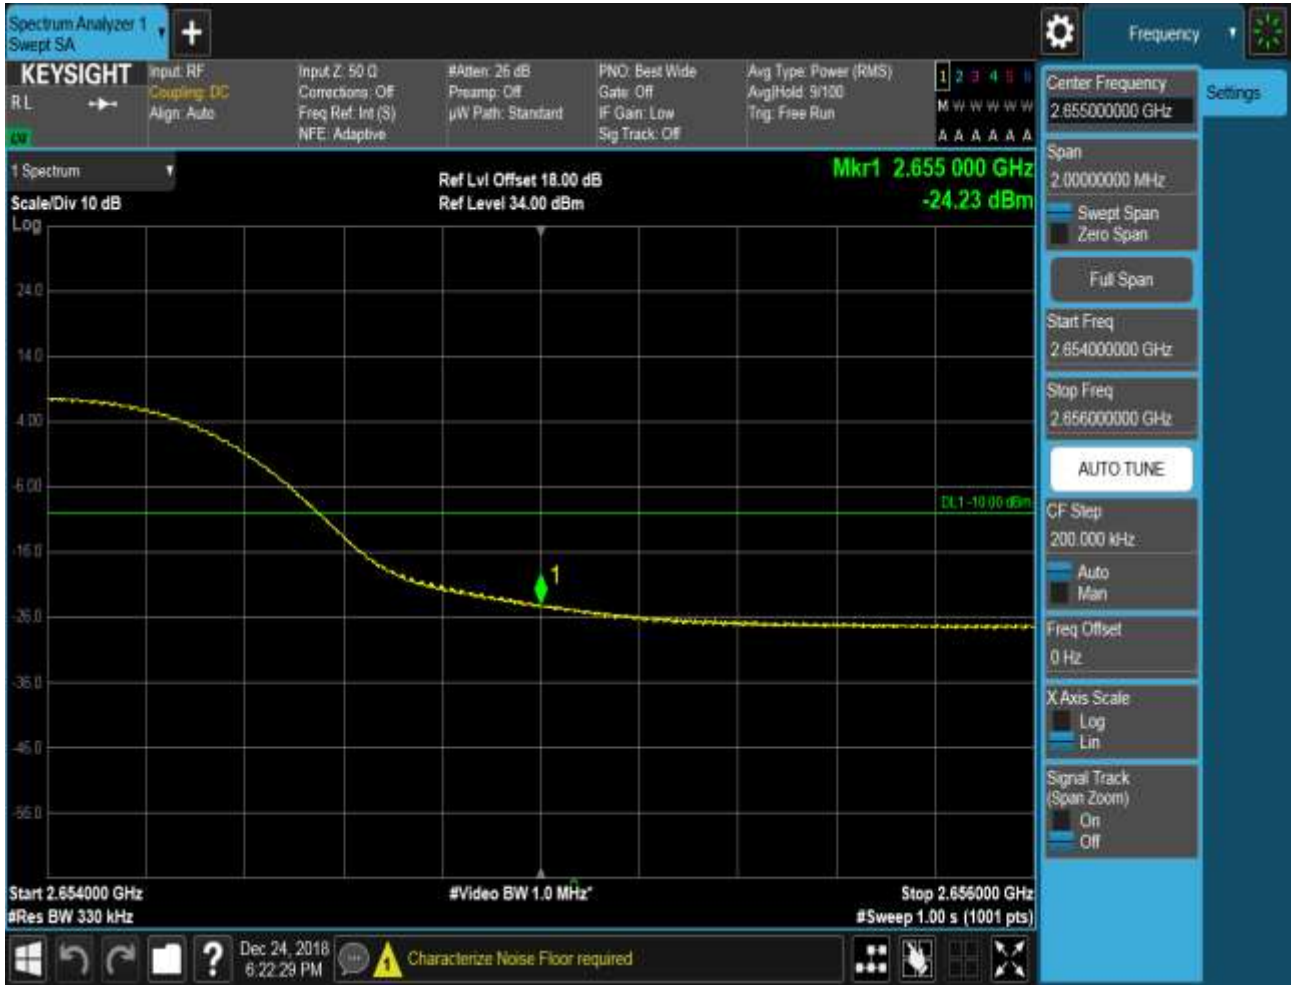 Spectrum Analyzer 1
Swept SA
+
Frequency
KEYSIGHT
R L
Input: RF
Coupling: DC
Align: Auto
Input Z: 50 Ω
Corrections: Off
Freq Ref: Int (S)
NFE: Adaptive
#Atten: 26 dB
Preamp: Off
µW Path: Standard
PNO: Best Wide
Gate: Off
IF Gain: Low
Sig Track: Off
Avg Type: Power (RMS)
Avg|Hold: 9/100
Trig: Free Run
1 2 3 4 5 6
M W W W W W
A A A A A A
1 Spectrum
Scale/Div 10 dB
Log
Ref Lvl Offset 18.00 dB
Ref Level 34.00 dBm
Mkr1 2.655 000 GHz
-24.23 dBm
24.0
14.0
4.00
-6.00
-16.0
-26.0
-36.0
-46.0
-56.0
DL1 -10.00 dBm
1
Start 2.654000 GHz
#Res BW 330 kHz
#Video BW 1.0 MHz*
Stop 2.656000 GHz
#Sweep 1.00 s (1001 pts)
Dec 24, 2018
6:22:29 PM
Characterize Noise Floor required
Center Frequency
2.655000000 GHz
Settings
Span
2.00000000 MHz
Swept Span
Zero Span
Full Span
Start Freq
2.654000000 GHz
Stop Freq
2.656000000 GHz
AUTO TUNE
CF Step
200.000 kHz
Auto
Man
Freq Offset
0 Hz
X Axis Scale
Log
Lin
Signal Track
(Span Zoom)
On
Off